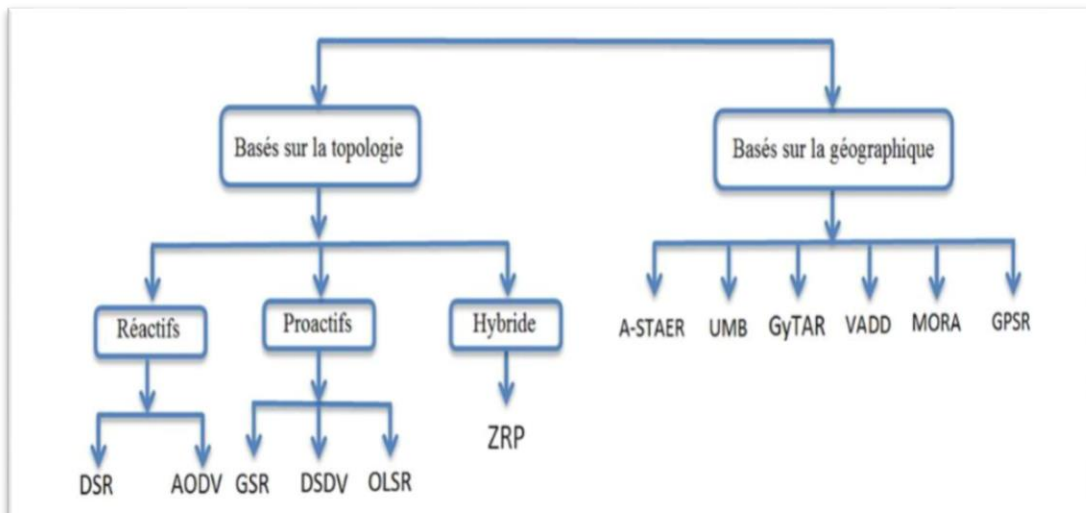 Basés sur la topologie
Basés sur la géographique
Réactifs
Proactifs
Hybride
A-STAER UMB GyTAR VADD MORA GPSR
ZRP
DSR AODV GSR DSDV OLSR